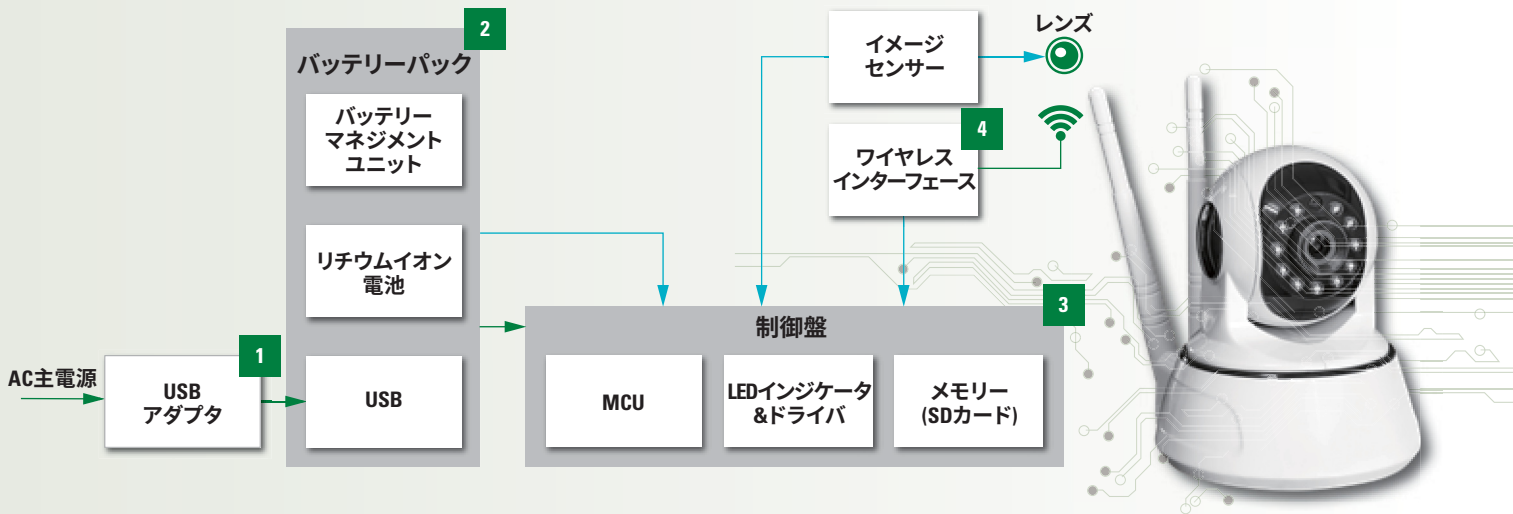 AC主電源
1
USB
アダプタ
2
バッテリーパック
バッテリー
マネジメント
ユニット
リチウムイオン
電池
USB
イメージ
センサー
レンズ
4
ワイヤレス
インターフェース
3
制御盤
MCU
LEDインジケータ
&ドライバ
メモリー
(SDカード)